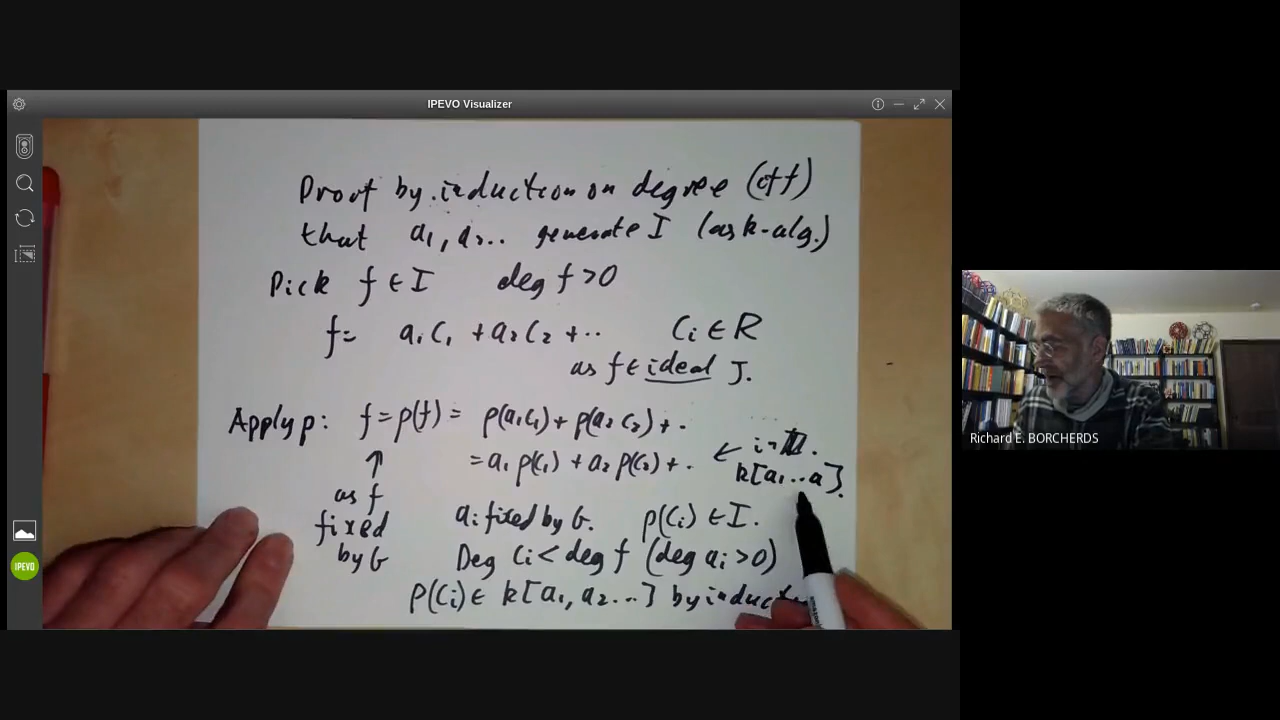 IPEVO Visualizer
Proof by induction on degree (of f)
that a₁, a₂.. generate I (as k-alg.)
Pick f ∈ I deg f > 0
f = a₁c₁ + a₂c₂ + .. Cᵢ ∈ R
as f ∈ ideal J.
Apply ρ: f = ρ(f) = ρ(a₁c₁) + ρ(a₂c₂) + .
= a₁ρ(c₁) + a₂ρ(c₂) + . ← in
k[a₁..a].
as f
fixed
by G
aᵢ fixed by G. ρ(cᵢ) ∈ I.
Deg cᵢ < deg f (deg aᵢ > 0)
ρ(cᵢ) ∈ k[a₁, a₂...] by
Richard E. BORCHERDS
iPEVO